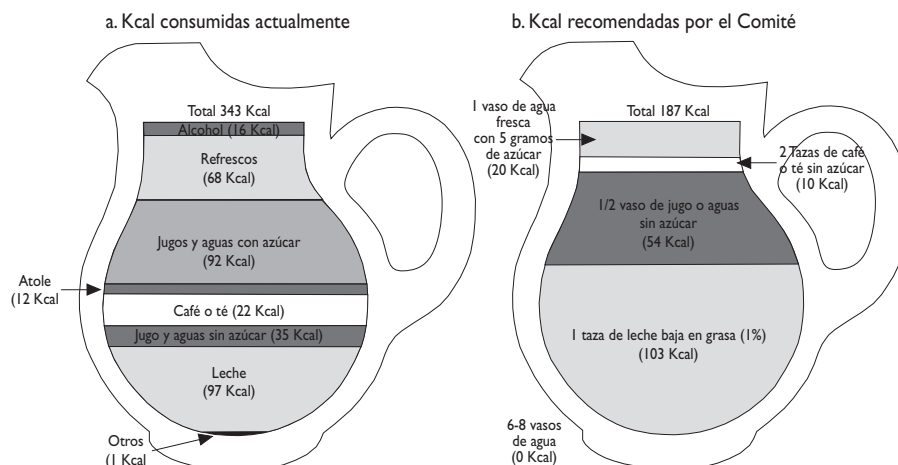 a. Kcal consumidas actualmente
Total 343 Kcal
Alcohol (16 Kcal)
Refrescos
(68 Kcal)
Jugos y aguas con azúcar
(92 Kcal)
Atole
(12 Kcal
Café o té (22 Kcal)
Jugo y aguas sin azúcar (35 Kcal)
Leche
(97 Kcal)
Otros
(1 Kcal
b. Kcal recomendadas por el Comité
Total 187 Kcal
1 vaso de agua
fresca
con 5 gramos
de azúcar
(20 Kcal)
2 Tazas de café
o té sin azúcar
(10 Kcal)
1/2 vaso de jugo o aguas
sin azúcar
(54 Kcal)
1 taza de leche baja en grasa (1%)
(103 Kcal)
6-8 vasos
de agua
(0 Kcal)